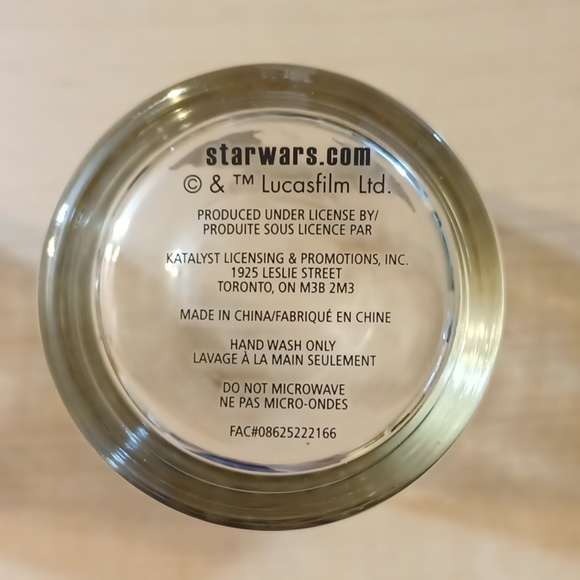 starwars.com
© & ™ Lucasfilm Ltd.
PRODUCED UNDER LICENSE BY/
PRODUITE SOUS LICENCE PAR
KATALYST LICENSING & PROMOTIONS, INC.
1925 LESLIE STREET
TORONTO, ON M3B 2M3
MADE IN CHINA/FABRIQUÉ EN CHINE
HAND WASH ONLY
LAVAGE À LA MAIN SEULEMENT
DO NOT MICROWAVE
NE PAS MICRO-ONDES
FAC#08625222166